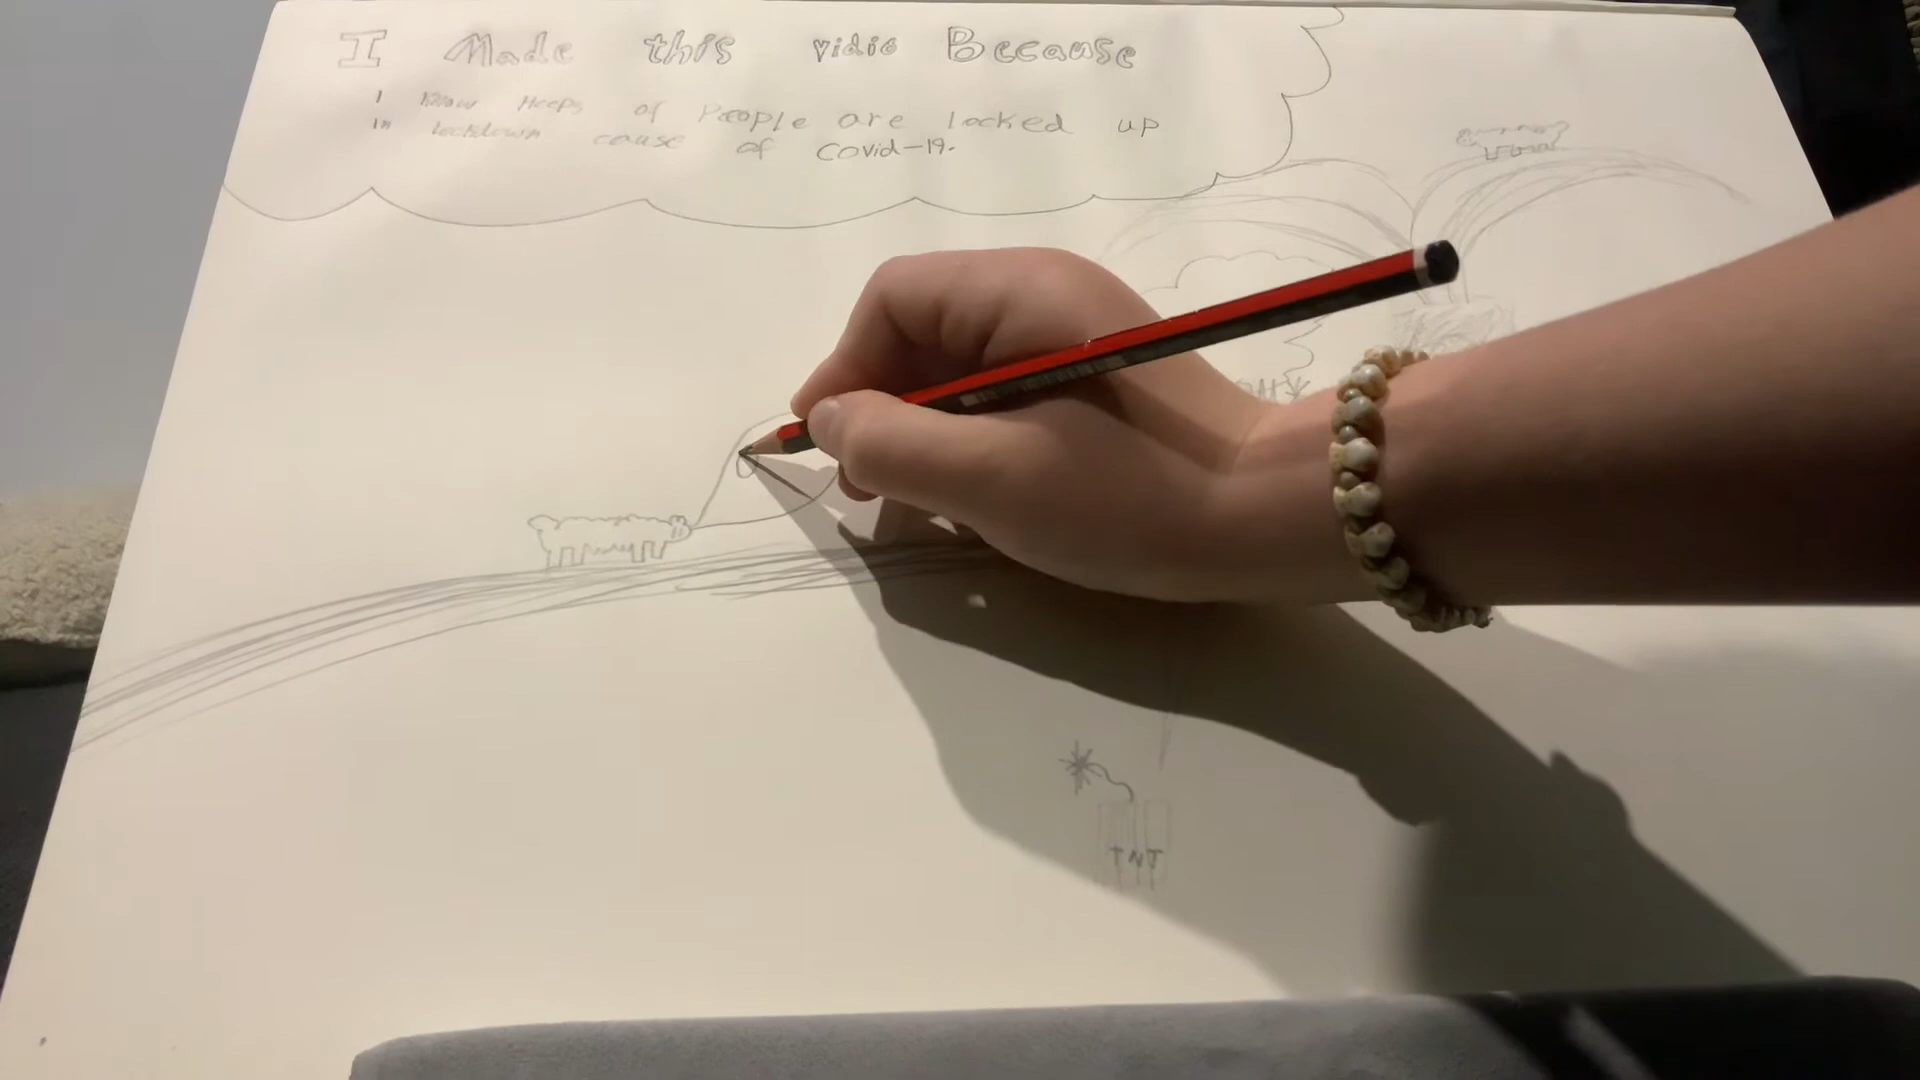 I Made this vidio Because
I know Heeps of People are locked up
in lockdown cause of Covid-19.
TNT